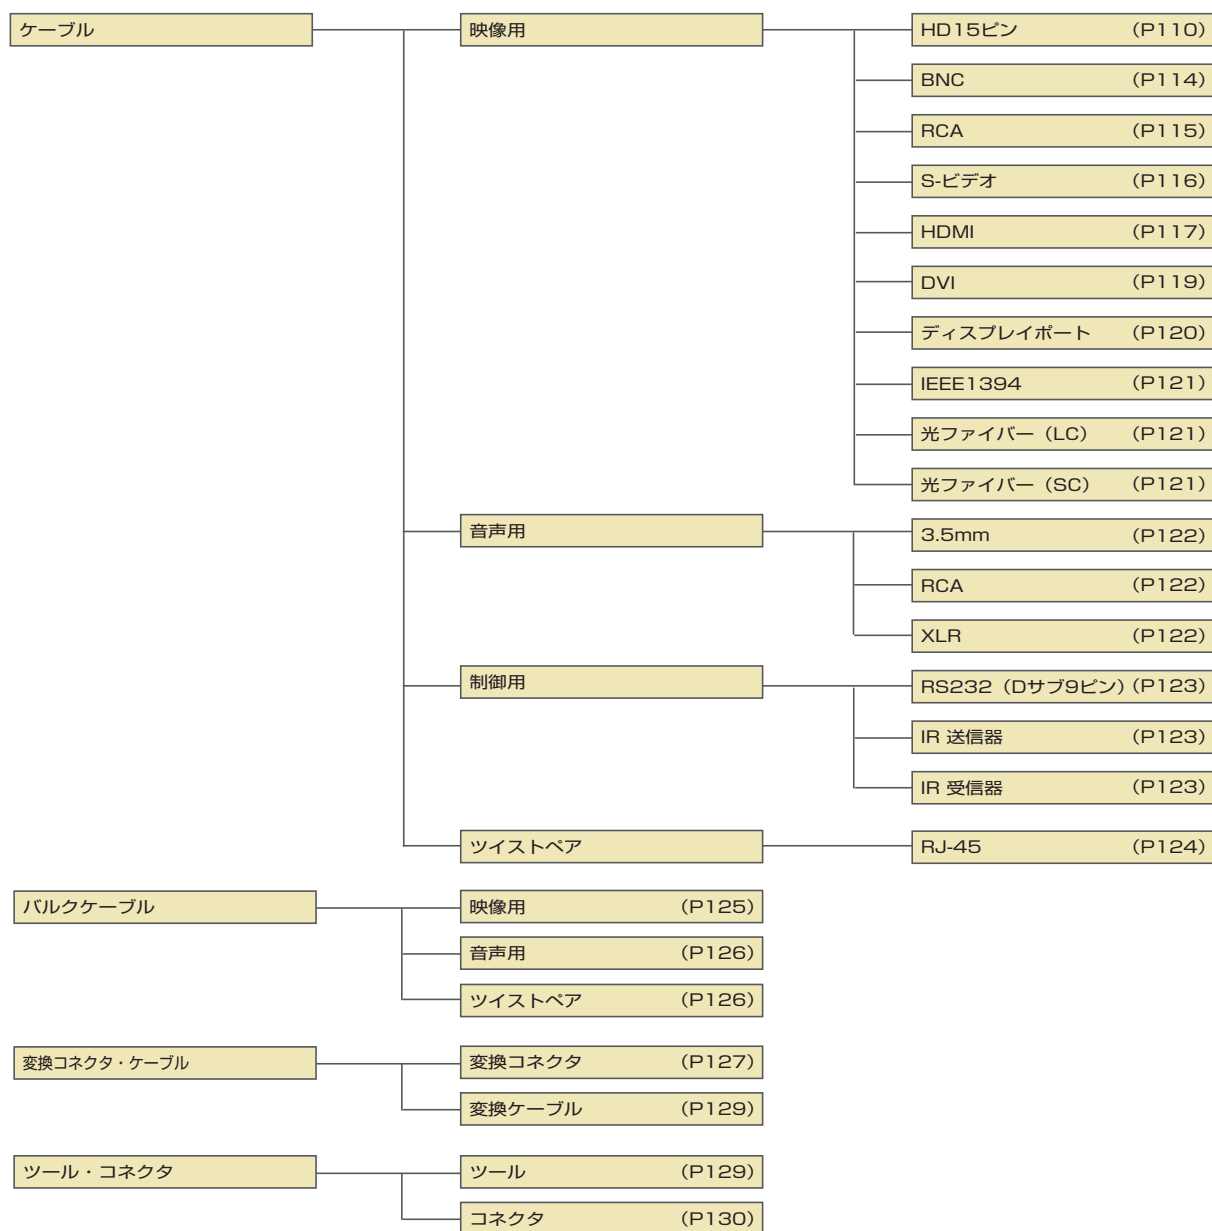 ケーブル
映像用
HD15ピン (P110)
BNC (P114)
RCA (P115)
S-ビデオ (P116)
HDMI (P117)
DVI (P119)
ディスプレイポート (P120)
IEEE1394 (P121)
光ファイバー（LC） (P121)
光ファイバー（SC） (P121)
音声用
3.5mm (P122)
RCA (P122)
XLR (P122)
制御用
RS232（Dサブ9ピン）(P123)
IR 送信器 (P123)
IR 受信器 (P123)
ツイストペア
RJ-45 (P124)
バルクケーブル
映像用 (P125)
音声用 (P126)
ツイストペア (P126)
変換コネクタ・ケーブル
変換コネクタ (P127)
変換ケーブル (P129)
ツール・コネクタ
ツール (P129)
コネクタ (P130)